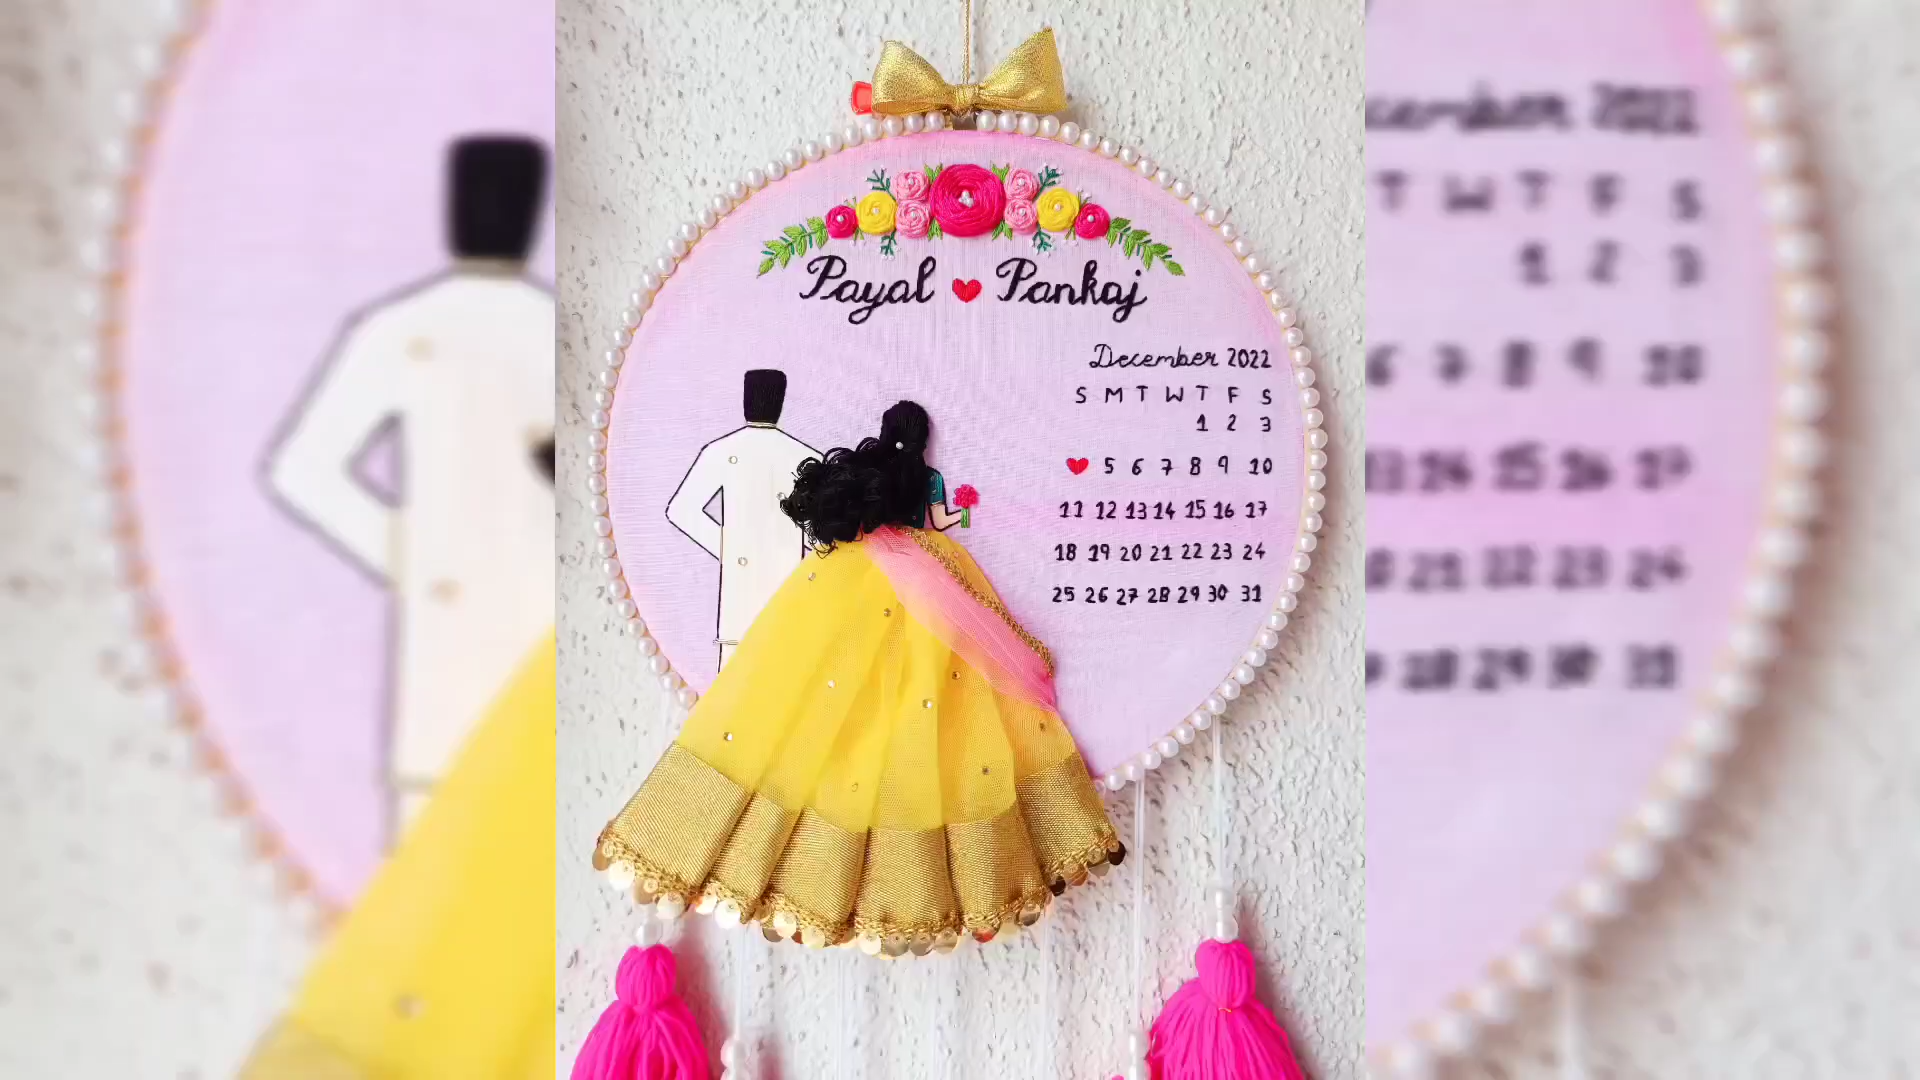 Payal ❤ Pankaj
December 2022
S M T W T F S
1 2 3
❤ 5 6 7 8 9 10
11 12 13 14 15 16 17
18 19 20 21 22 23 24
25 26 27 28 29 30 31